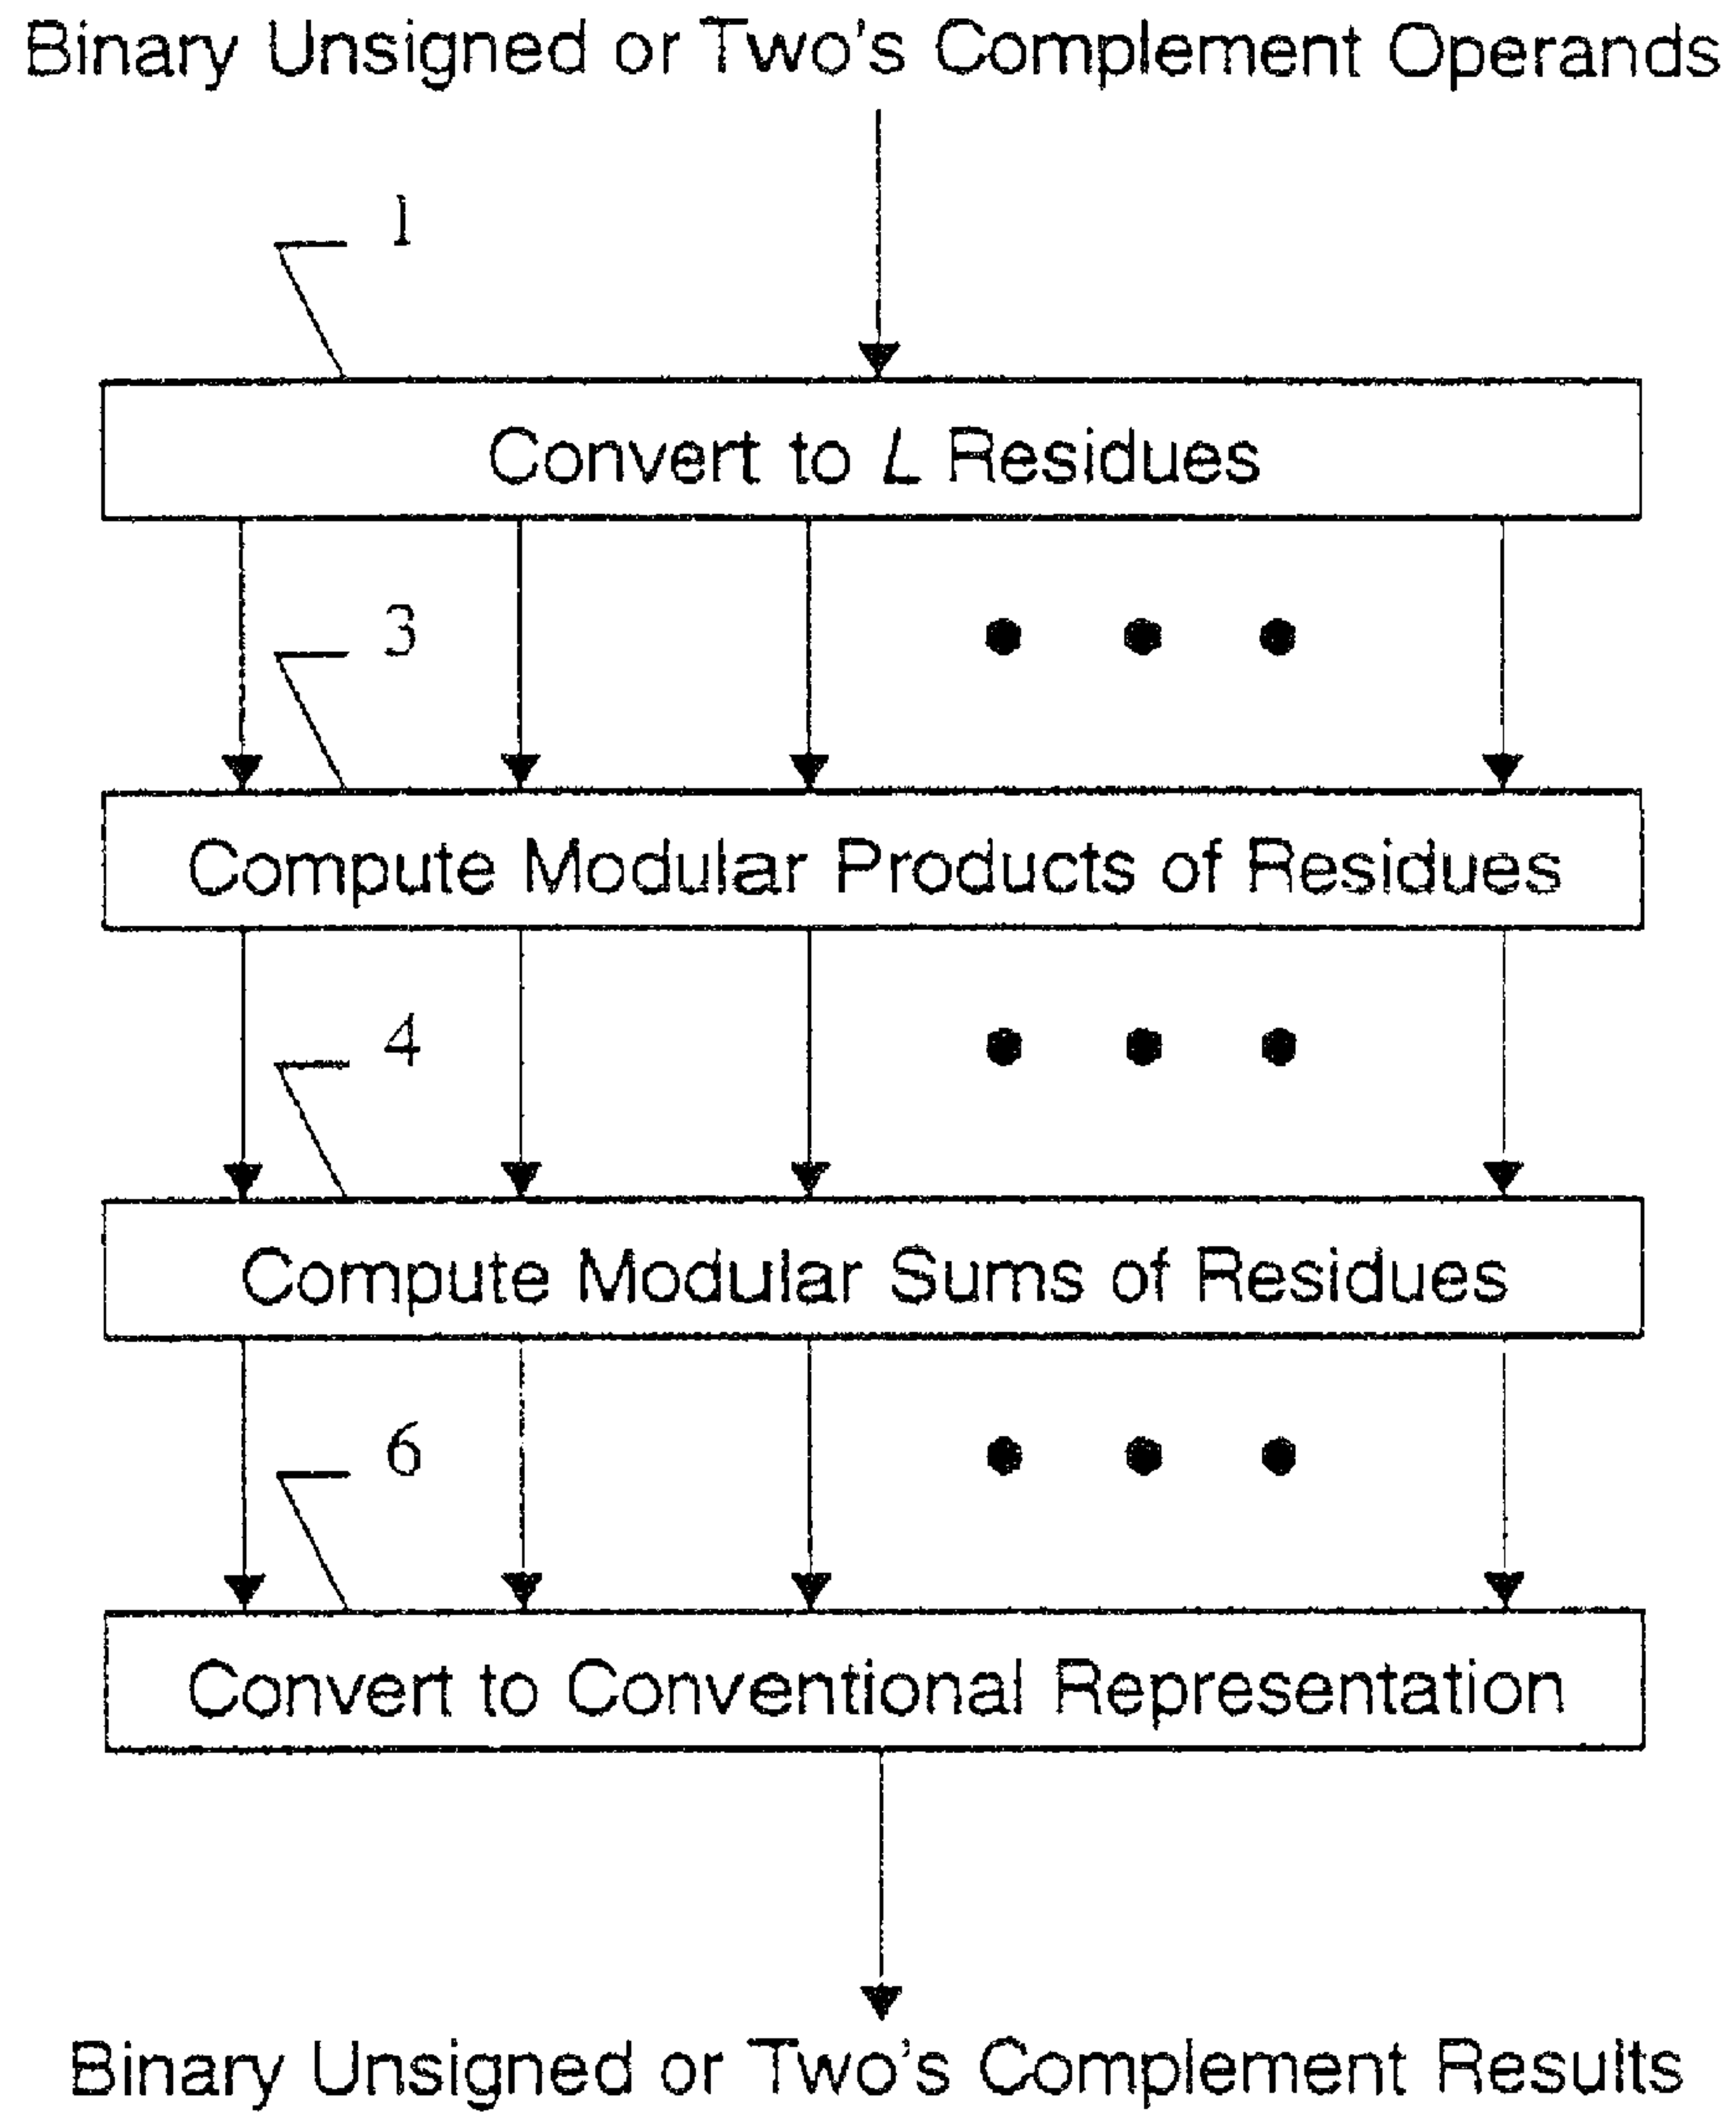 Binary Unsigned or Two's Complement Operands
1
Convert to L Residues
3
Compute Modular Products of Residues
4
Compute Modular Sums of Residues
6
Convert to Conventional Representation
Binary Unsigned or Two's Complement Results